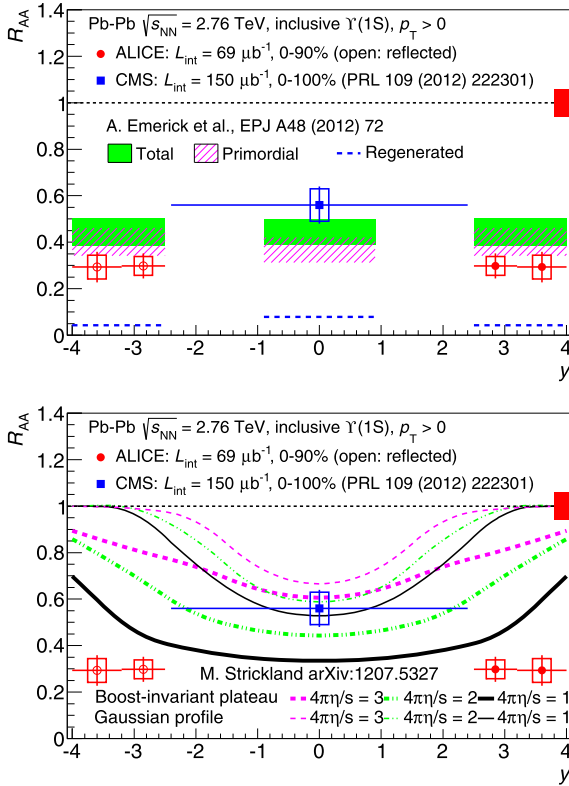 R_AA
1.4
Pb-Pb √s_NN = 2.76 TeV, inclusive ϒ(1S), p_T > 0
ALICE: L_int = 69 μb⁻¹, 0-90% (open: reflected)
1.2
CMS: L_int = 150 μb⁻¹, 0-100% (PRL 109 (2012) 222301)
1
A. Emerick et al., EPJ A48 (2012) 72
0.8
Total Primordial Regenerated
0.6
0.4
0.2
0
-4 -3 -2 -1 0 1 2 3 4
y
R_AA
1.4
Pb-Pb √s_NN = 2.76 TeV, inclusive ϒ(1S), p_T > 0
ALICE: L_int = 69 μb⁻¹, 0-90% (open: reflected)
1.2
CMS: L_int = 150 μb⁻¹, 0-100% (PRL 109 (2012) 222301)
1
0.8
0.6
0.4
M. Strickland arXiv:1207.5327
0.2
Boost-invariant plateau 4πη/s = 3 4πη/s = 2 4πη/s = 1
Gaussian profile 4πη/s = 3 4πη/s = 2 4πη/s = 1
0
-4 -3 -2 -1 0 1 2 3 4
y